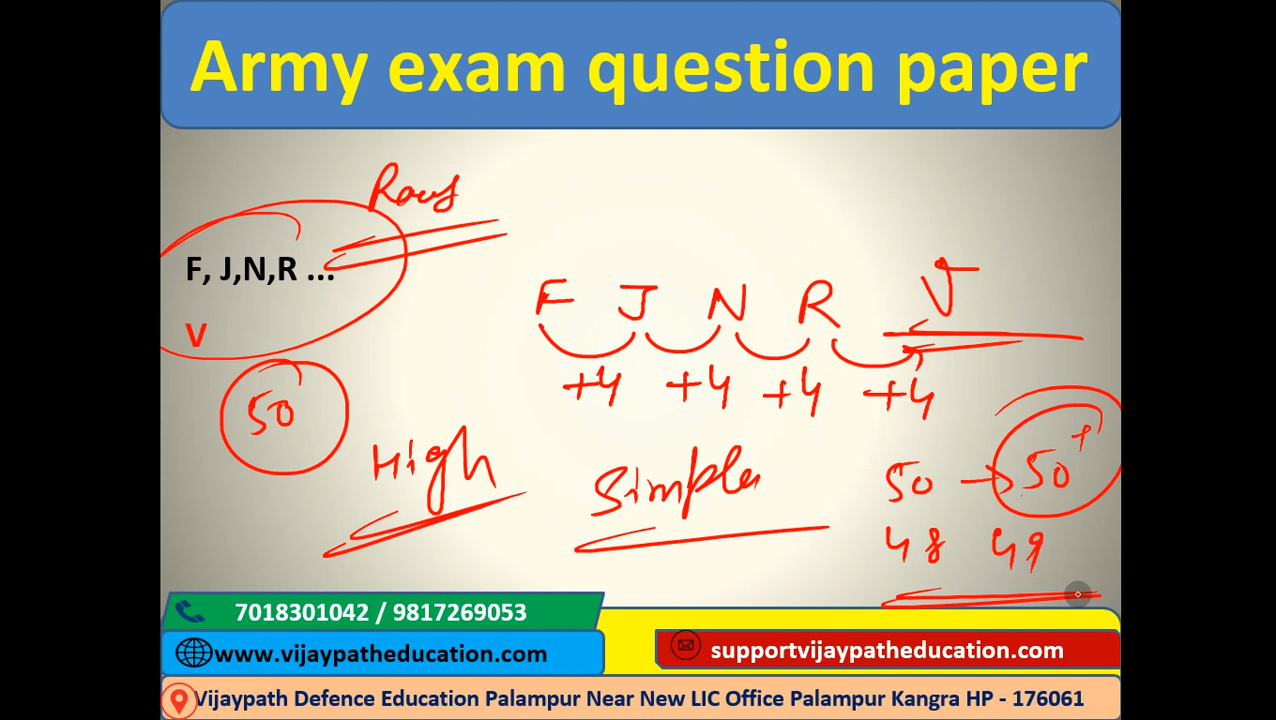 Army exam question paper
Rous
F, J,N,R ...
V
F J N R V
+4 +4 +4 +4
50
High
Simple
50 → 50+
48 49
7018301042 / 9817269053
www.vijaypatheducation.com
supportvijaypatheducation.com
Vijaypath Defence Education Palampur Near New LIC Office Palampur Kangra HP - 176061